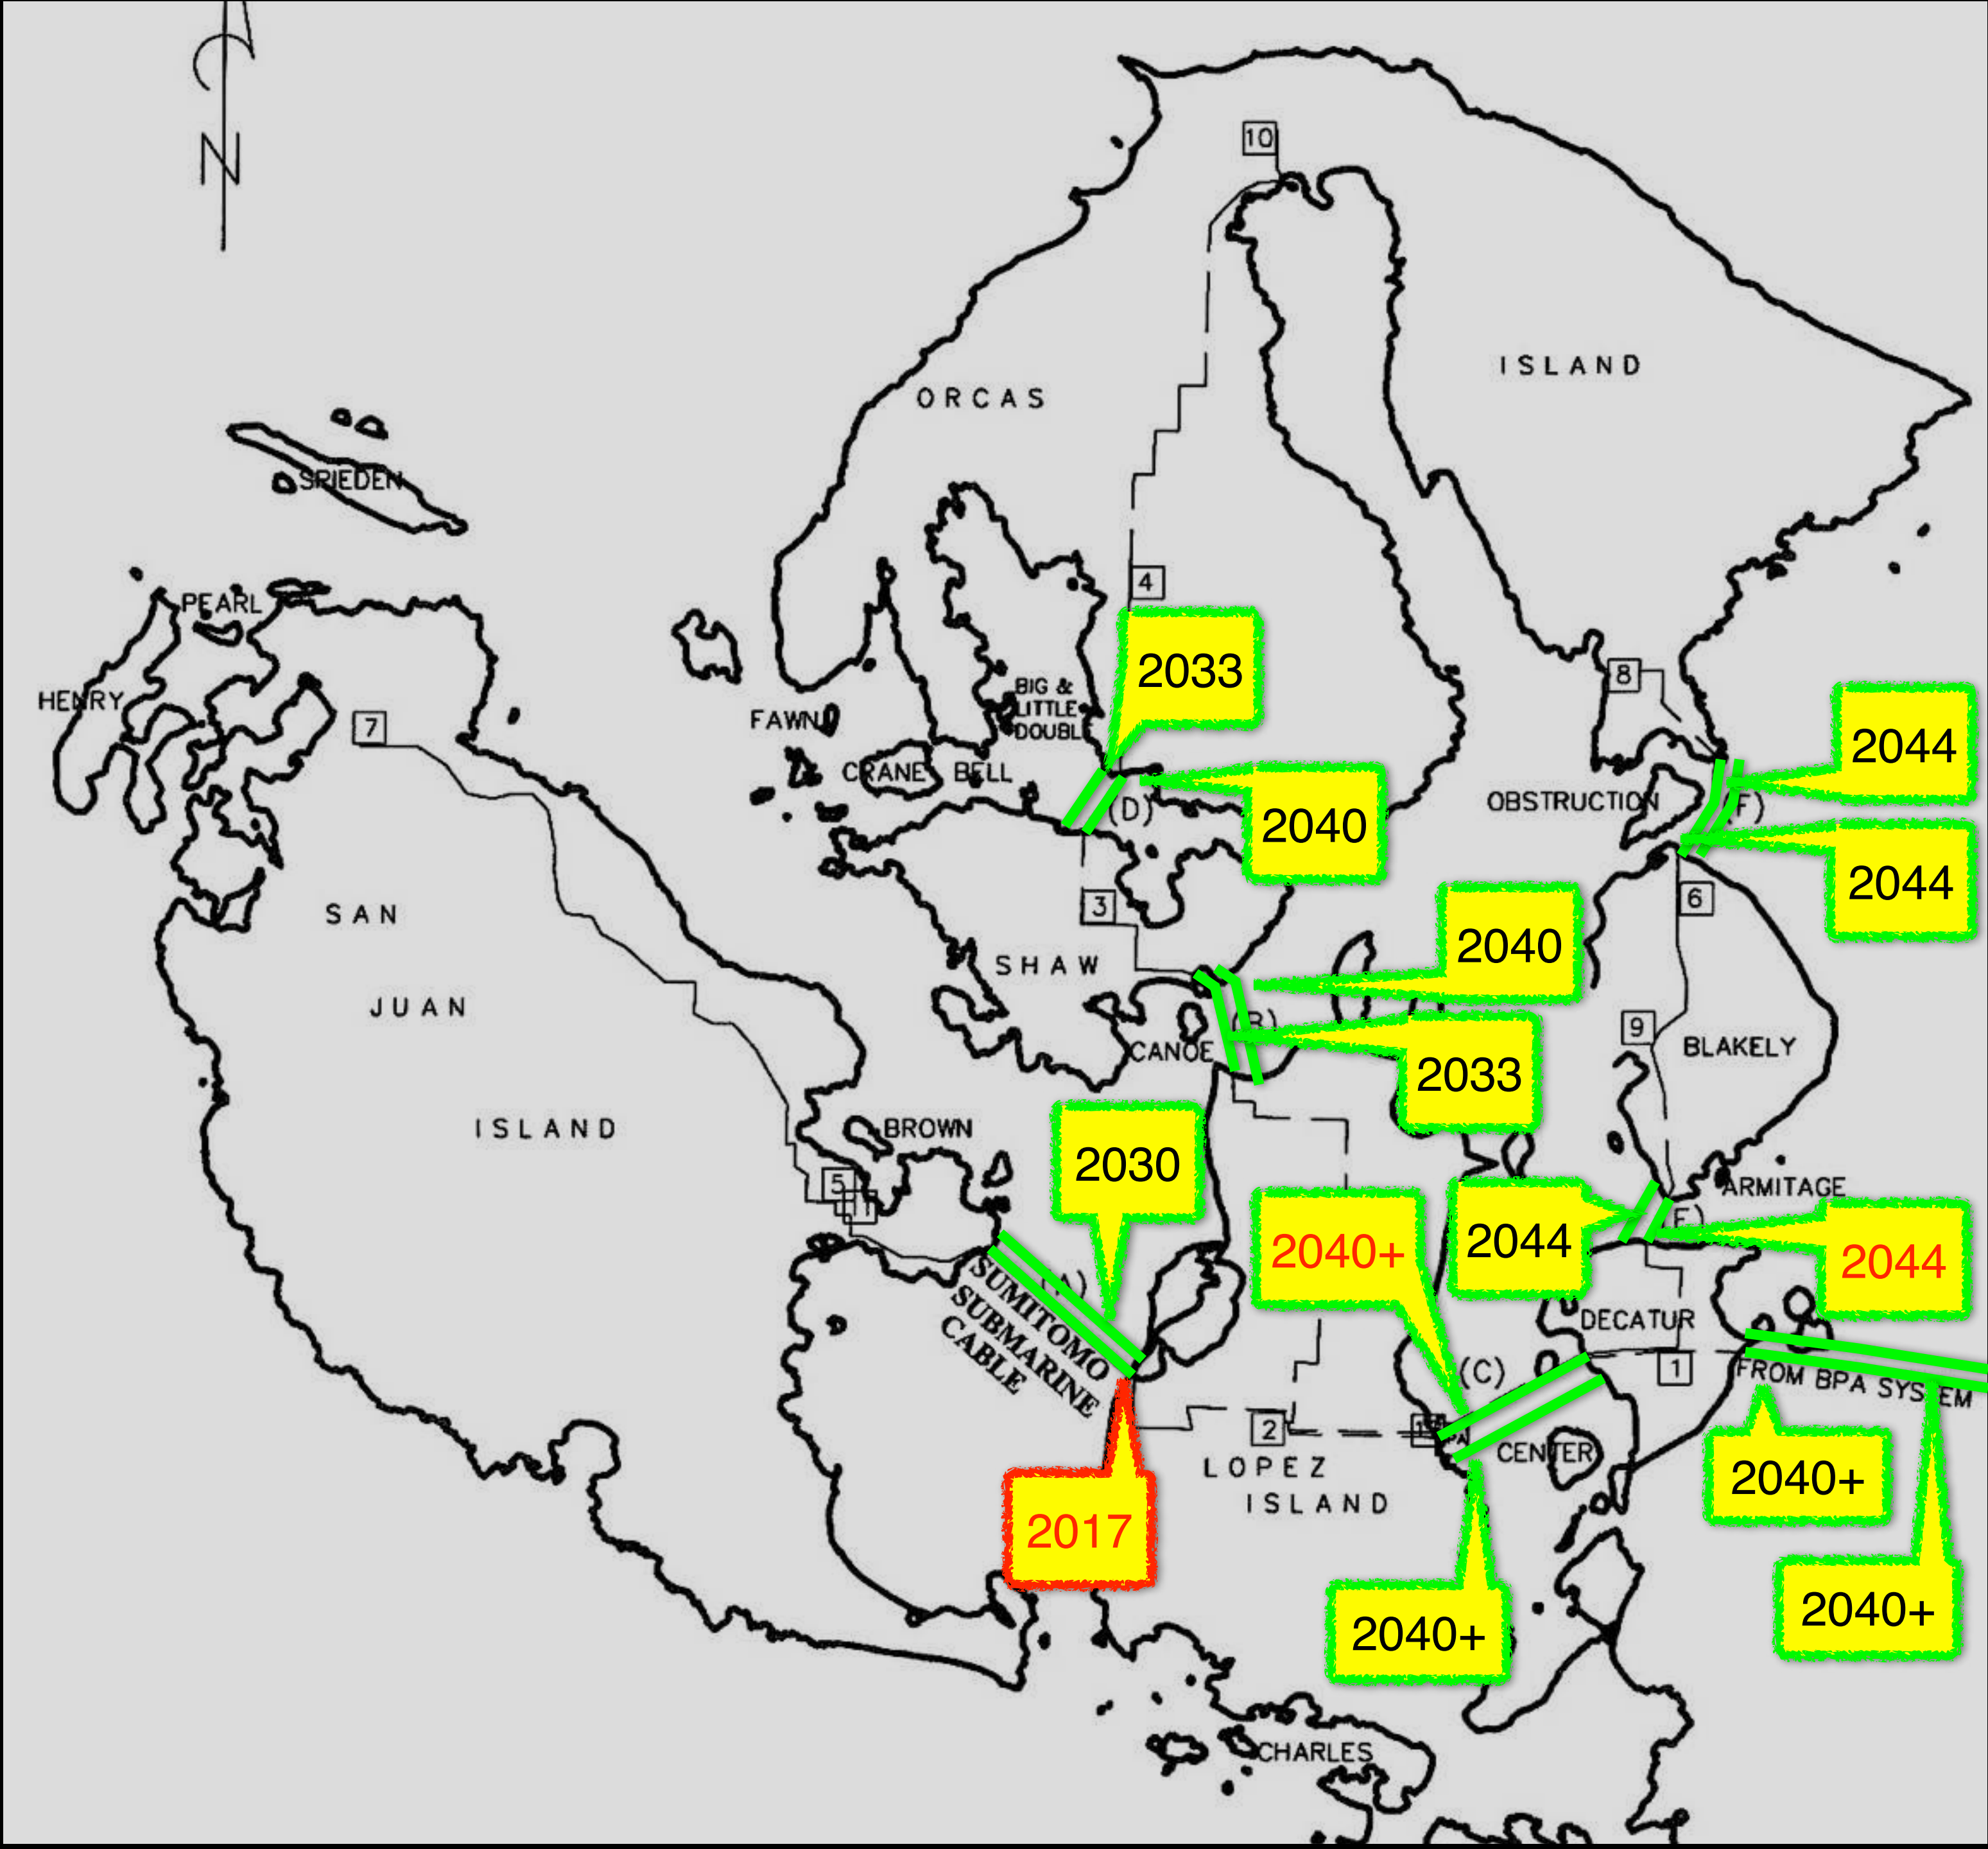 N
10
ORCAS
ISLAND
SPIEDEN
4
PEARL
2033
HENRY
BIG &
LITTLE
DOUBL
8
7
FAWN
2044
CRANE
BELL
OBSTRUCTION
(D)
(F)
2040
2044
3
6
SAN
2040
SHAW
JUAN
(B)
9
CANOE
BLAKELY
2033
ISLAND
BROWN
2030
5
ARMITAGE
2040+
2044
2044
(A)
SUMITOMO
SUBMARINE
CABLE
DECATUR
(C)
1
FROM BPA SYSTEM
2
CENTER
LOPEZ
ISLAND
2040+
2017
2040+
2040+
CHARLES